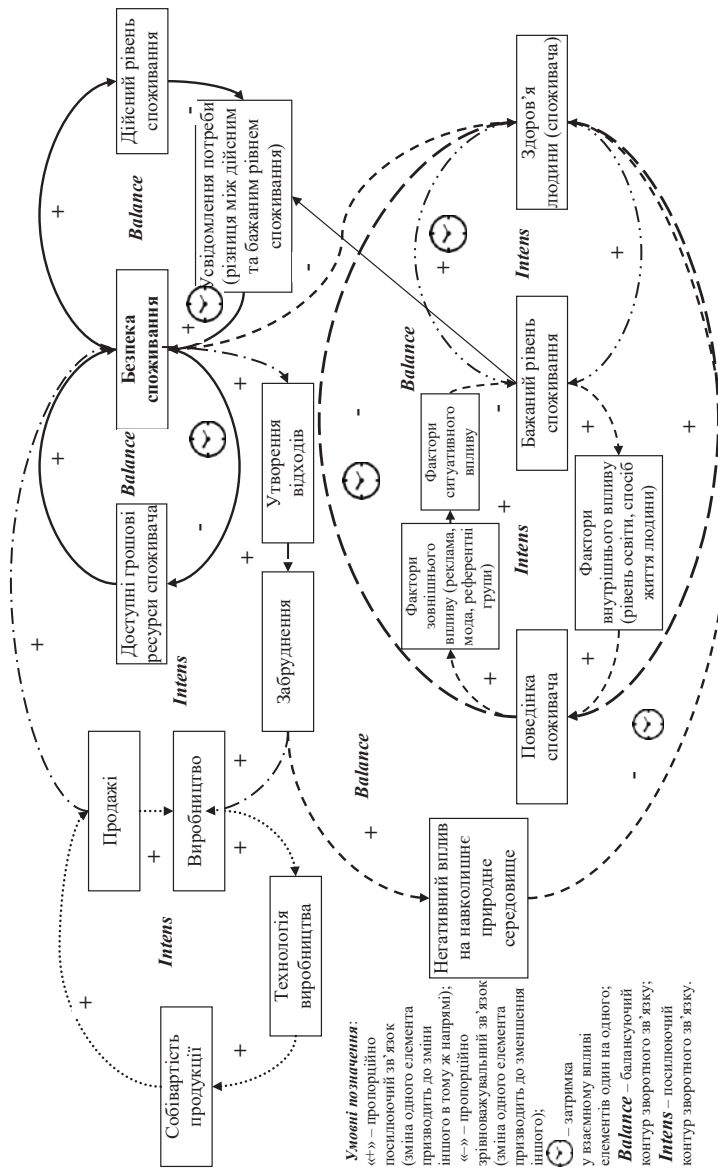 Собівартість
продукції
+
+
Intens
Продажі
+
Виробництво
+
+
Технологія
виробництва
+
Intens
Доступні грошові
ресурси споживача
+
Balance
-
Безпека
споживання
+
Balance
Дійсний рівень
споживання
-
Усвідомлення потреби
(різниця між дійсним
та бажаним рівнем
споживання)
+
-
+
Утворення
відходів
+
Забруднення
+
Balance
Негативний вплив
на навколишнє
природне
середовище
-
Поведінка
споживача
+
+
Фактори
зовнішнього
впливу (реклама,
мода, референтні
групи)
+
Фактори
ситуативного
впливу
-
-
Balance
Intens
Фактори
внутрішнього впливу
(рівень освіти, спосіб
життя людини)
+
Бажаний рівень
споживання
+
+
Intens
Здоров’я
людини (споживача)
+
Умовні позначення:
«+» – пропорційно
посилюючий зв’язок
(зміна одного елемента
призводить до зміни
іншого в тому ж напрямі);
«–» – пропорційно
зрівноважувальний зв’язок
(зміна одного елемента
призводить до зменшення
іншого);
– затримка
у взаємному впливі
елементів один на одного;
Balance – балансуючий
контур зворотного зв’язку;
Intens – посилюючий
контур зворотного зв’язку.